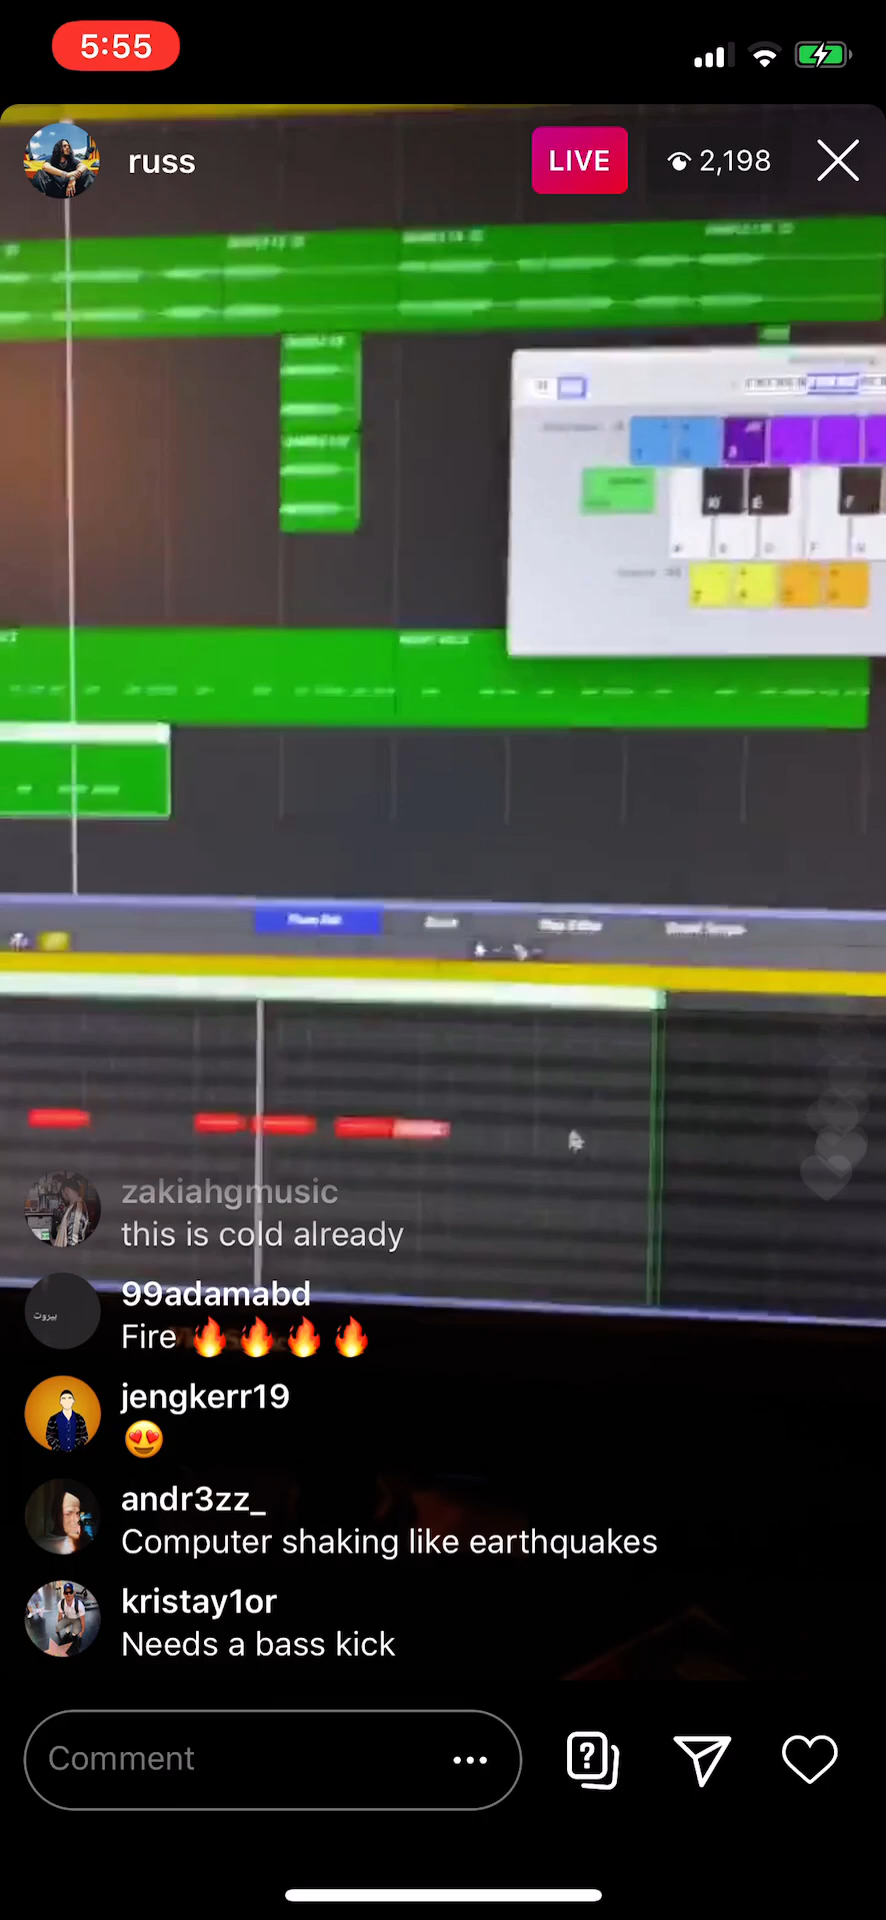 5:55
russ
LIVE
2,198
zakiahgmusic
this is cold already
99adamabd
بيروت
Fire 🔥🔥🔥🔥
jengkerr19
😍
andr3zz_
Computer shaking like earthquakes
kristay1or
Needs a bass kick
Comment